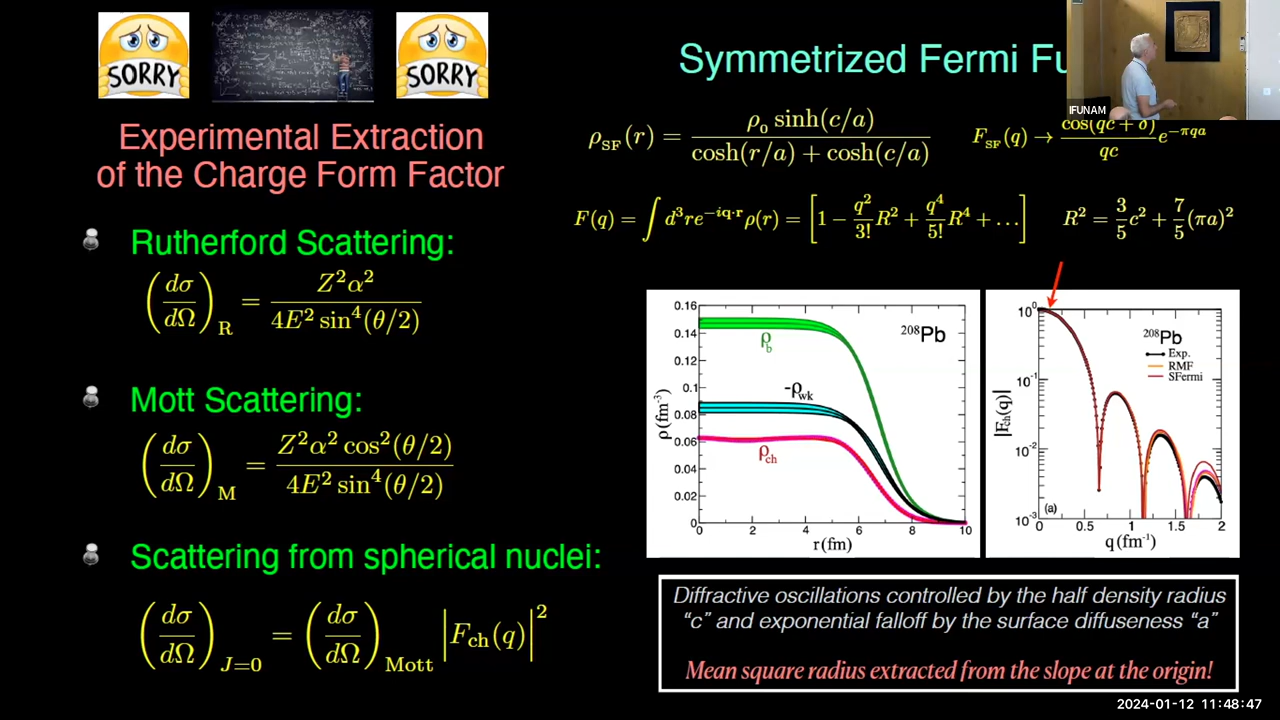 SORRY
SORRY
Experimental Extraction
of the Charge Form Factor
Rutherford Scattering:
(dσ/dΩ)_R = Z²α² / 4E² sin⁴(θ/2)
Mott Scattering:
(dσ/dΩ)_M = Z²α² cos²(θ/2) / 4E² sin⁴(θ/2)
Scattering from spherical nuclei:
(dσ/dΩ)_{J=0} = (dσ/dΩ)_Mott |F_ch(q)|²
Symmetrized Fermi
IFUNAM
ρ_SF(r) = ρ₀ sinh(c/a) / cosh(r/a) + cosh(c/a)
F_SF(q) → cos(qc + δ) / qc e^{−πqa}
F(q) = ∫ d³r e^{−iq·r} ρ(r) = [1 − q²/3! R² + q⁴/5! R⁴ + …]
R² = 3/5 c² + 7/5 (πa)²
0.16
0.14
0.12
0.1
0.08
0.06
0.04
0.02
0
ρ (fm⁻³)
²⁰⁸Pb
ρ_b
-ρ_wk
ρ_ch
0 2 4 6 8 10
r (fm)
10⁰
10⁻¹
10⁻²
10⁻³
|F_ch(q)|
²⁰⁸Pb
Exp.
RMF
SFermi
(a)
0 0.5 1 1.5 2
q (fm⁻¹)
Diffractive oscillations controlled by the half density radius
“c” and exponential falloff by the surface diffuseness “a”
Mean square radius extracted from the slope at the origin!
2024-01-12 11:48:47